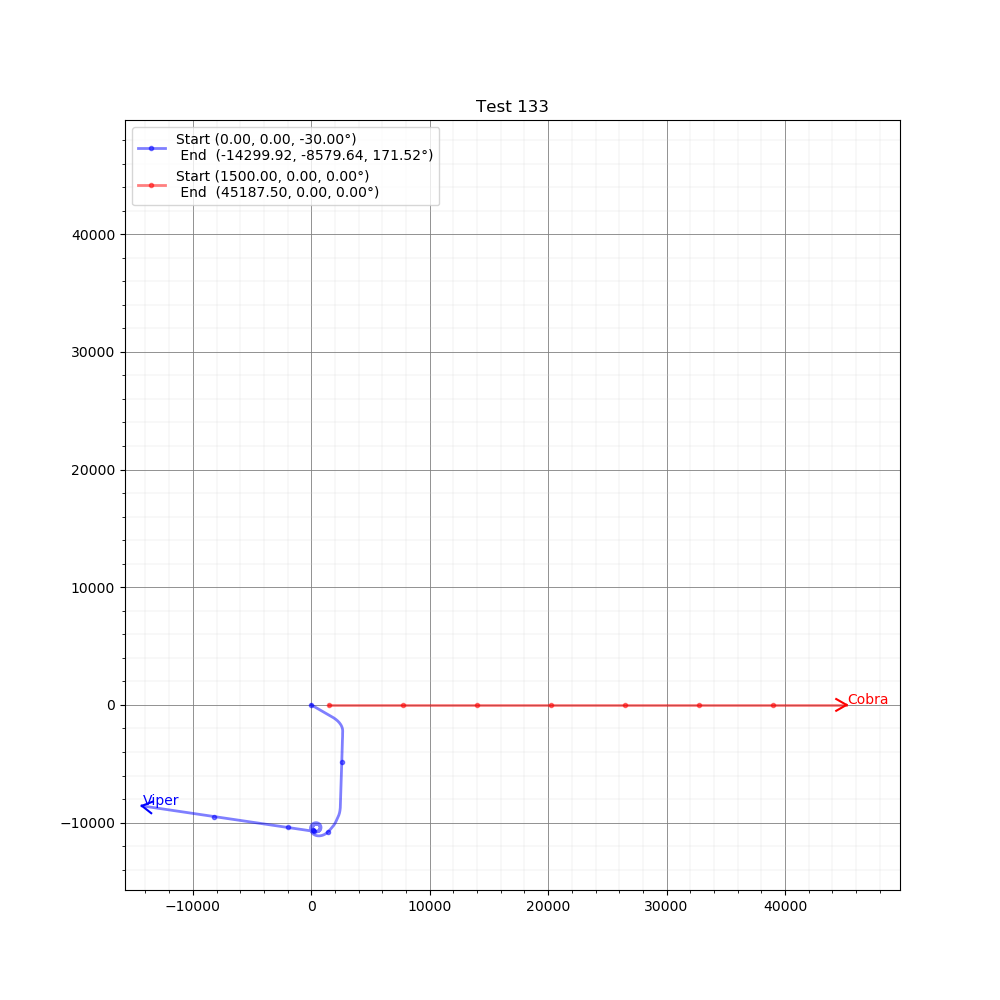 Test 133
Start (0.00, 0.00, -30.00°)
End (-14299.92, -8579.64, 171.52°)
Start (1500.00, 0.00, 0.00°)
End (45187.50, 0.00, 0.00°)
40000
30000
20000
10000
0
−10000
Cobra
Viper
−10000
0
10000
20000
30000
40000